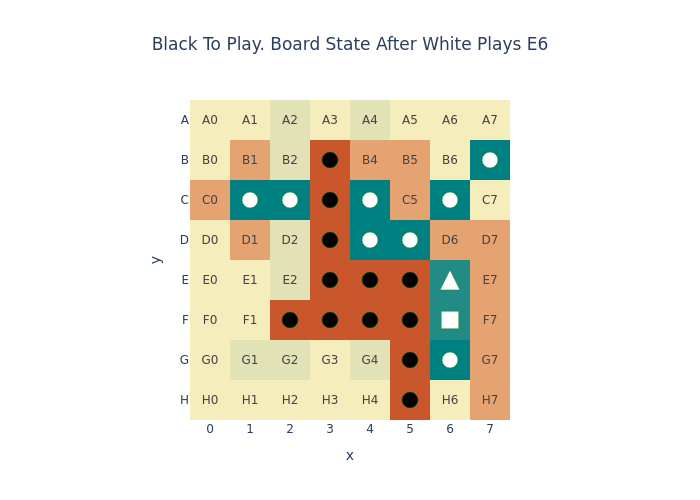 Black To Play. Board State After White Plays E6
A A0 A1 A2 A3 A4 A5 A6 A7
B B0 B1 B2 B4 B5 B6
C C0 C5 C7
D D0 D1 D2 D6 D7
y
E E0 E1 E2 E7
F F0 F1 F7
G G0 G1 G2 G3 G4 G7
H H0 H1 H2 H3 H4 H6 H7
0 1 2 3 4 5 6 7
x